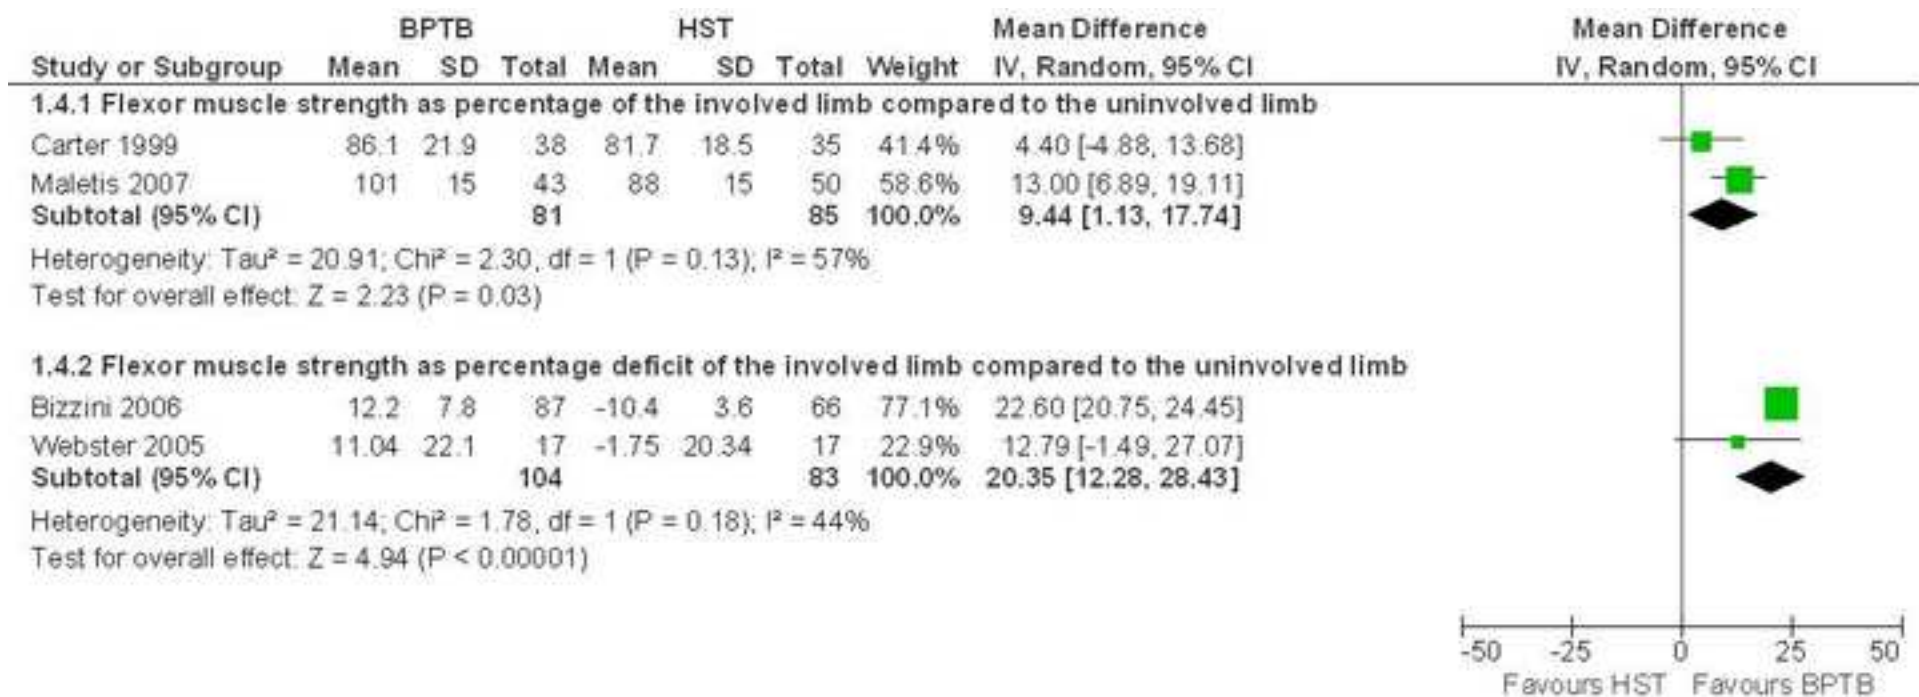 BPTB HST Mean Difference Mean Difference
Study or Subgroup Mean SD Total Mean SD Total Weight IV, Random, 95% CI IV, Random, 95% CI
1.4.1 Flexor muscle strength as percentage of the involved limb compared to the uninvolved limb
Carter 1999 86.1 21.9 38 81.7 18.5 35 41.4% 4.40 [-4.88, 13.68]
Maletis 2007 101 15 43 88 15 50 58.6% 13.00 [6.89, 19.11]
Subtotal (95% CI) 81 85 100.0% 9.44 [1.13, 17.74]
Heterogeneity: Tau² = 20.91; Chi² = 2.30, df = 1 (P = 0.13); I² = 57%
Test for overall effect: Z = 2.23 (P = 0.03)
1.4.2 Flexor muscle strength as percentage deficit of the involved limb compared to the uninvolved limb
Bizzini 2006 12.2 7.8 87 -10.4 3.6 66 77.1% 22.60 [20.75, 24.45]
Webster 2005 11.04 22.1 17 -1.75 20.34 17 22.9% 12.79 [-1.49, 27.07]
Subtotal (95% CI) 104 83 100.0% 20.35 [12.28, 28.43]
Heterogeneity: Tau² = 21.14; Chi² = 1.78, df = 1 (P = 0.18); I² = 44%
Test for overall effect: Z = 4.94 (P < 0.00001)
-50 -25 0 25 50
Favours HST Favours BPTB